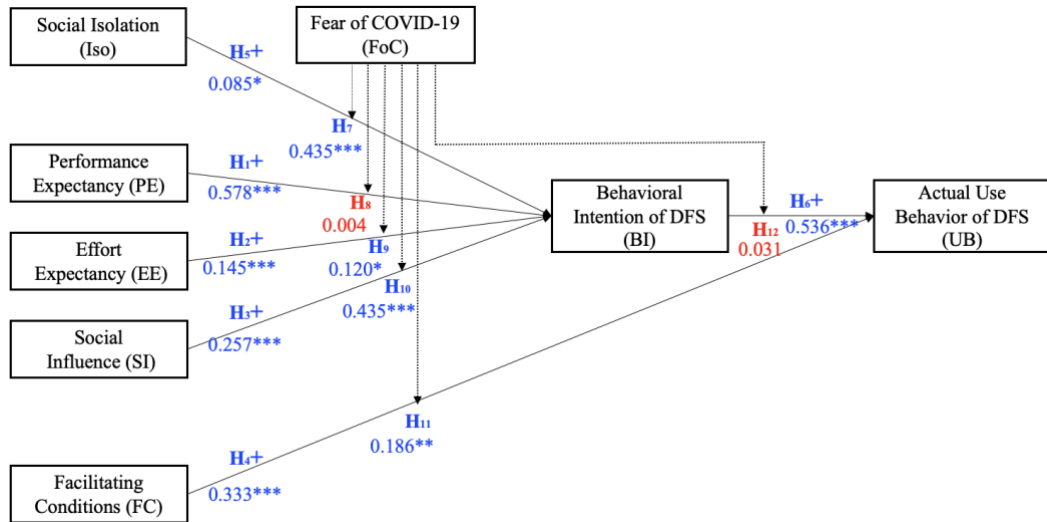 Social Isolation
(Iso)
Fear of COVID-19
(FoC)
H5+
0.085*
H7
0.435***
Performance
Expectancy (PE)
H1+
0.578***
H8
0.004
Behavioral
Intention of DFS
(BI)
H6+
0.536***
H12
0.031
Actual Use
Behavior of DFS
(UB)
Effort
Expectancy (EE)
H2+
0.145***
H9
0.120*
H10
0.435***
Social
Influence (SI)
H3+
0.257***
H11
0.186**
Facilitating
Conditions (FC)
H4+
0.333***